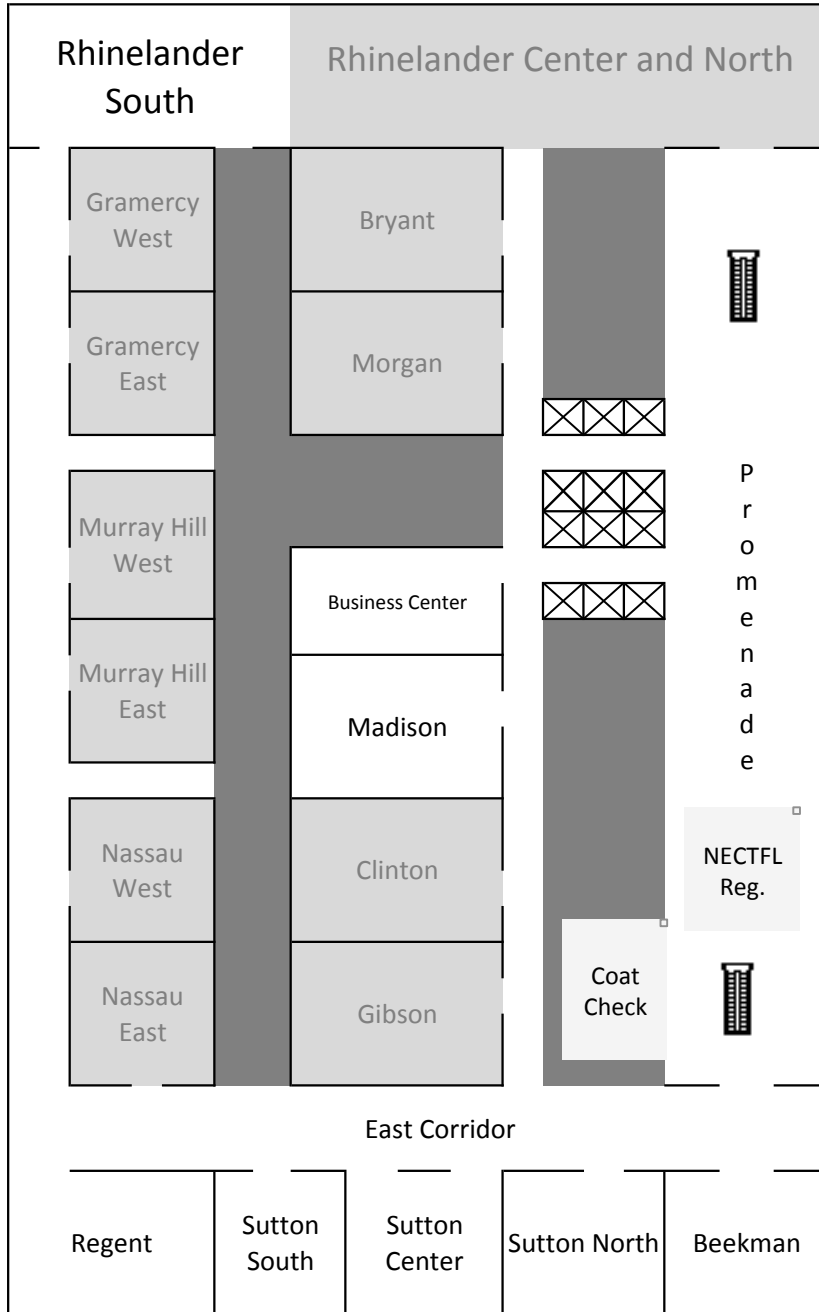 Rhinelander
South
Rhinelander Center and North
Gramercy
West
Bryant
Gramercy
East
Morgan
P
r
o
m
e
n
a
d
e
Murray Hill
West
Business Center
Murray Hill
East
Madison
Nassau
West
Clinton
NECTFL
Reg.
Nassau
East
Gibson
Coat
Check
East Corridor
Regent
Sutton
South
Sutton
Center
Sutton North
Beekman